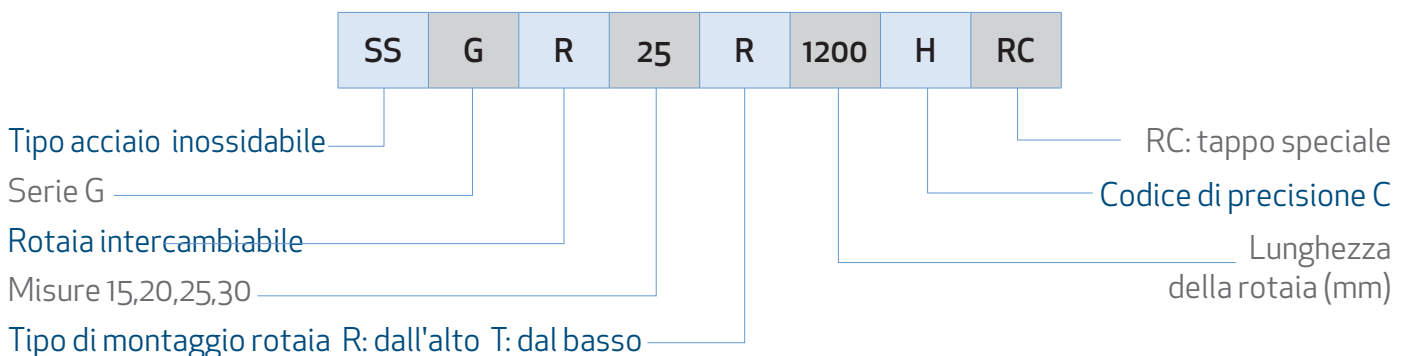 SS G R 25 R 1200 H RC
Tipo acciaio inossidabile
Serie G
Rotaia intercambiabile
Misure 15,20,25,30
Tipo di montaggio rotaia R: dall'alto T: dal basso
RC: tappo speciale
Codice di precisione C
Lunghezza
della rotaia (mm)